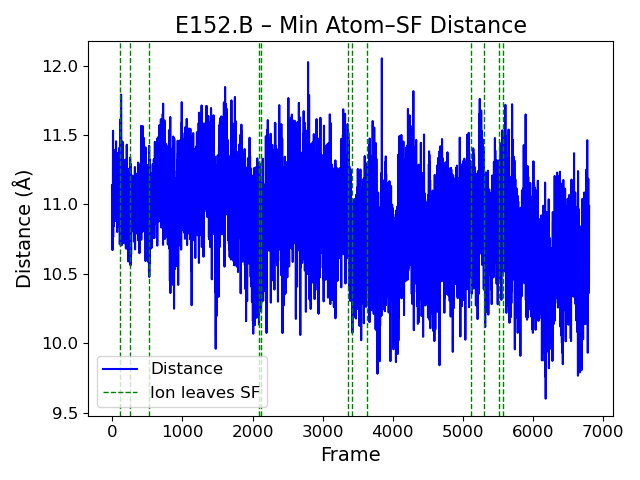 E152.B – Min Atom–SF Distance
Distance (Å)
12.0
11.5
11.0
10.5
10.0
9.5
Distance
Ion leaves SF
0 1000 2000 3000 4000 5000 6000 7000
Frame